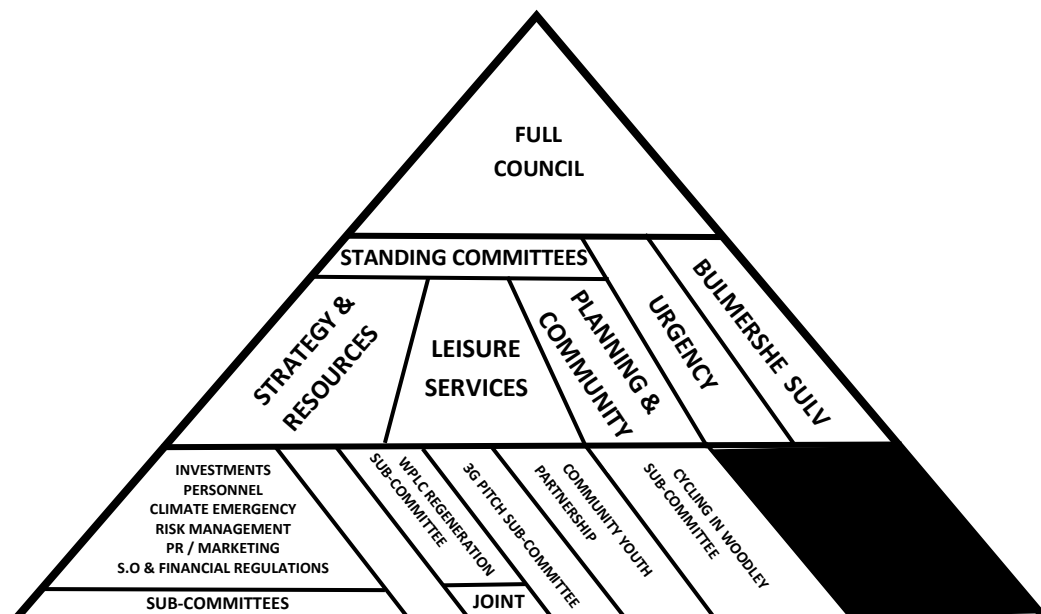 FULL
COUNCIL
STANDING COMMITTEES
STRATEGY &
RESOURCES
LEISURE
SERVICES
PLANNING &
COMMUNITY
URGENCY
BULMERSHE SULV
INVESTMENTS
PERSONNEL
CLIMATE EMERGENCY
RISK MANAGEMENT
PR / MARKETING
S.O & FINANCIAL REGULATIONS
SUB-COMMITTEES
WPLC REGENERATION
SUB-COMMITTEE
JOINT
3G PITCH SUB-COMMITTEE
COMMUNITY YOUTH
PARTNERSHIP
CYCLING IN WOODLEY
SUB-COMMITTEE